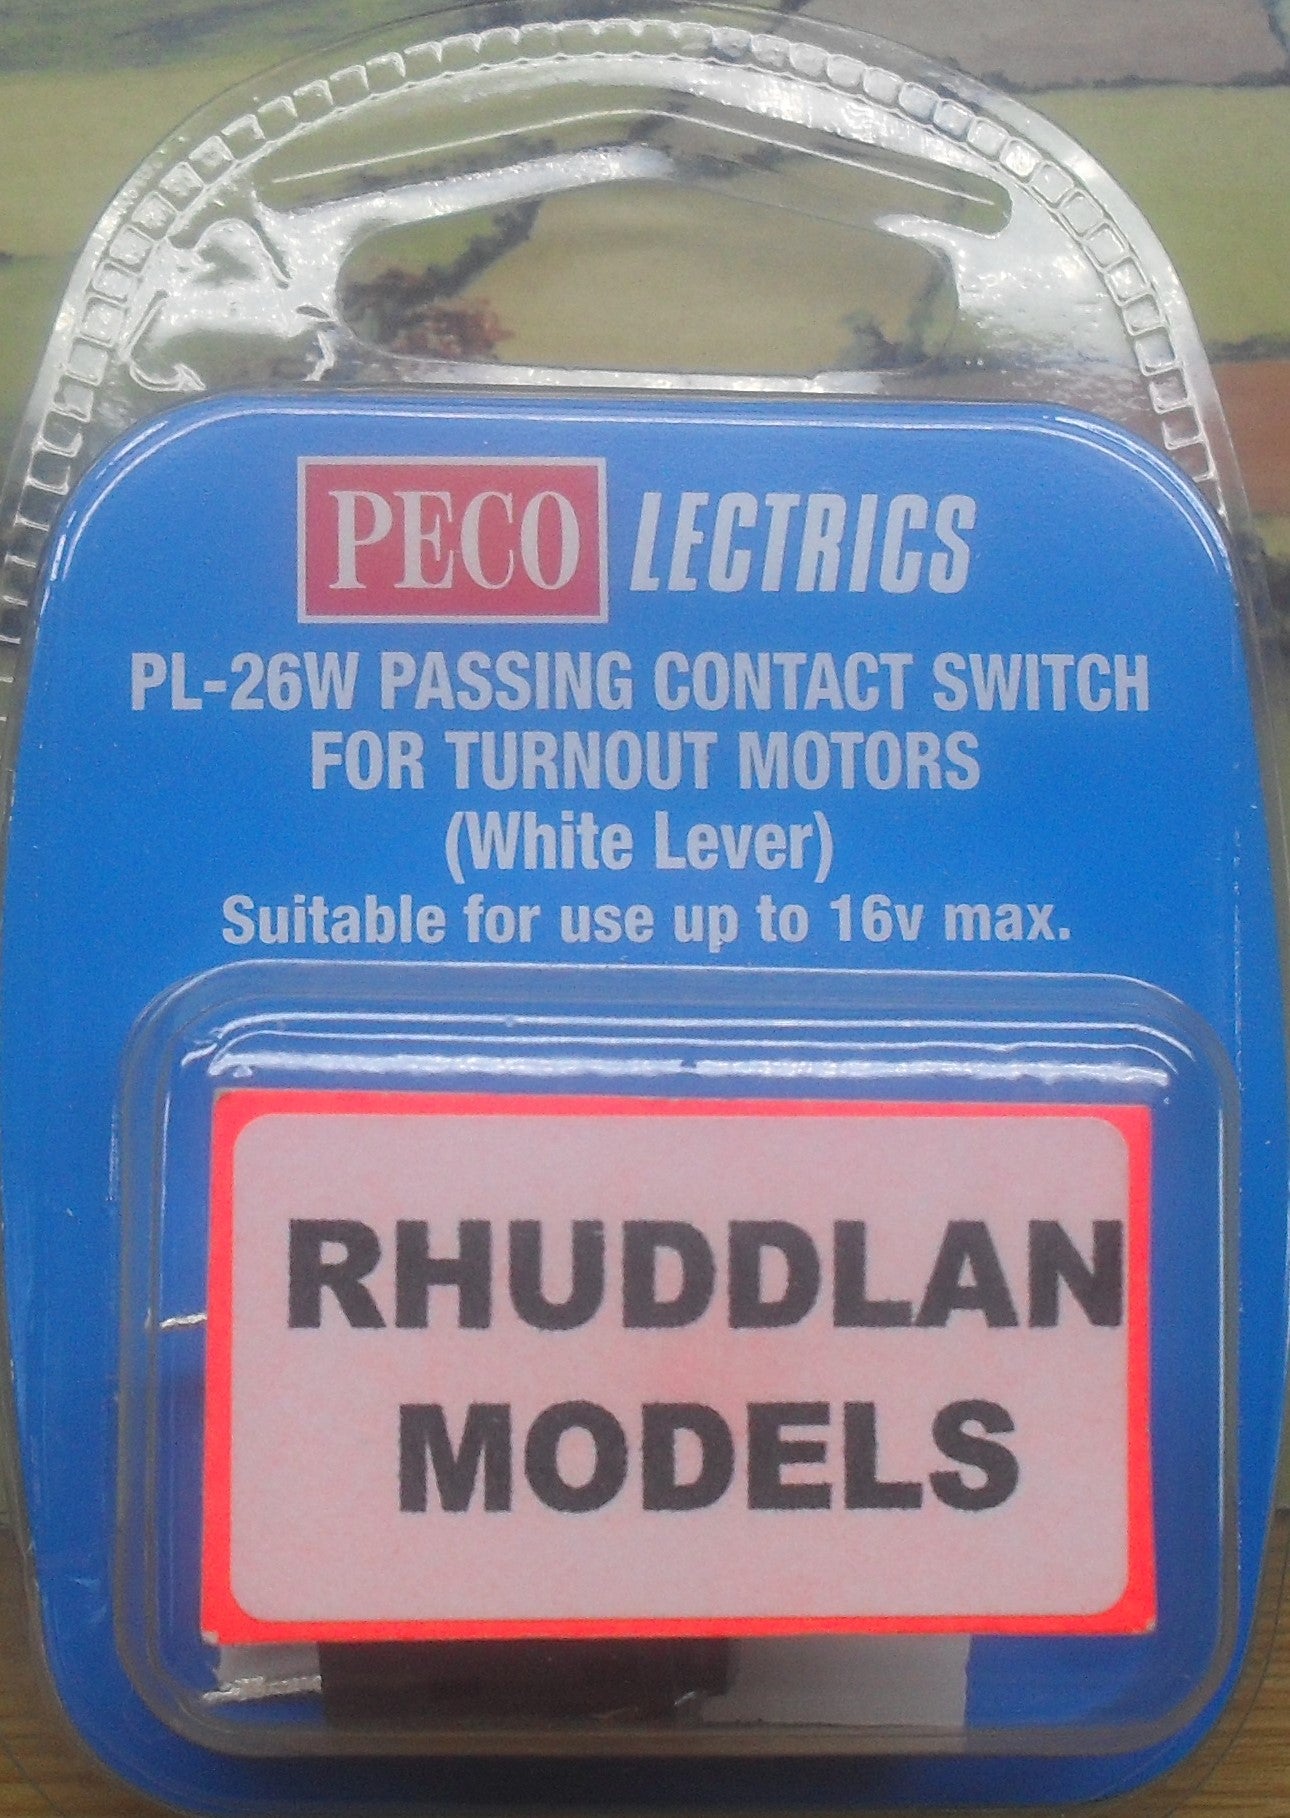 PECO LECTRICS
PL-26W PASSING CONTACT SWITCH
FOR TURNOUT MOTORS
(White Lever)
Suitable for use up to 16v max.
RHUDDLAN
MODELS